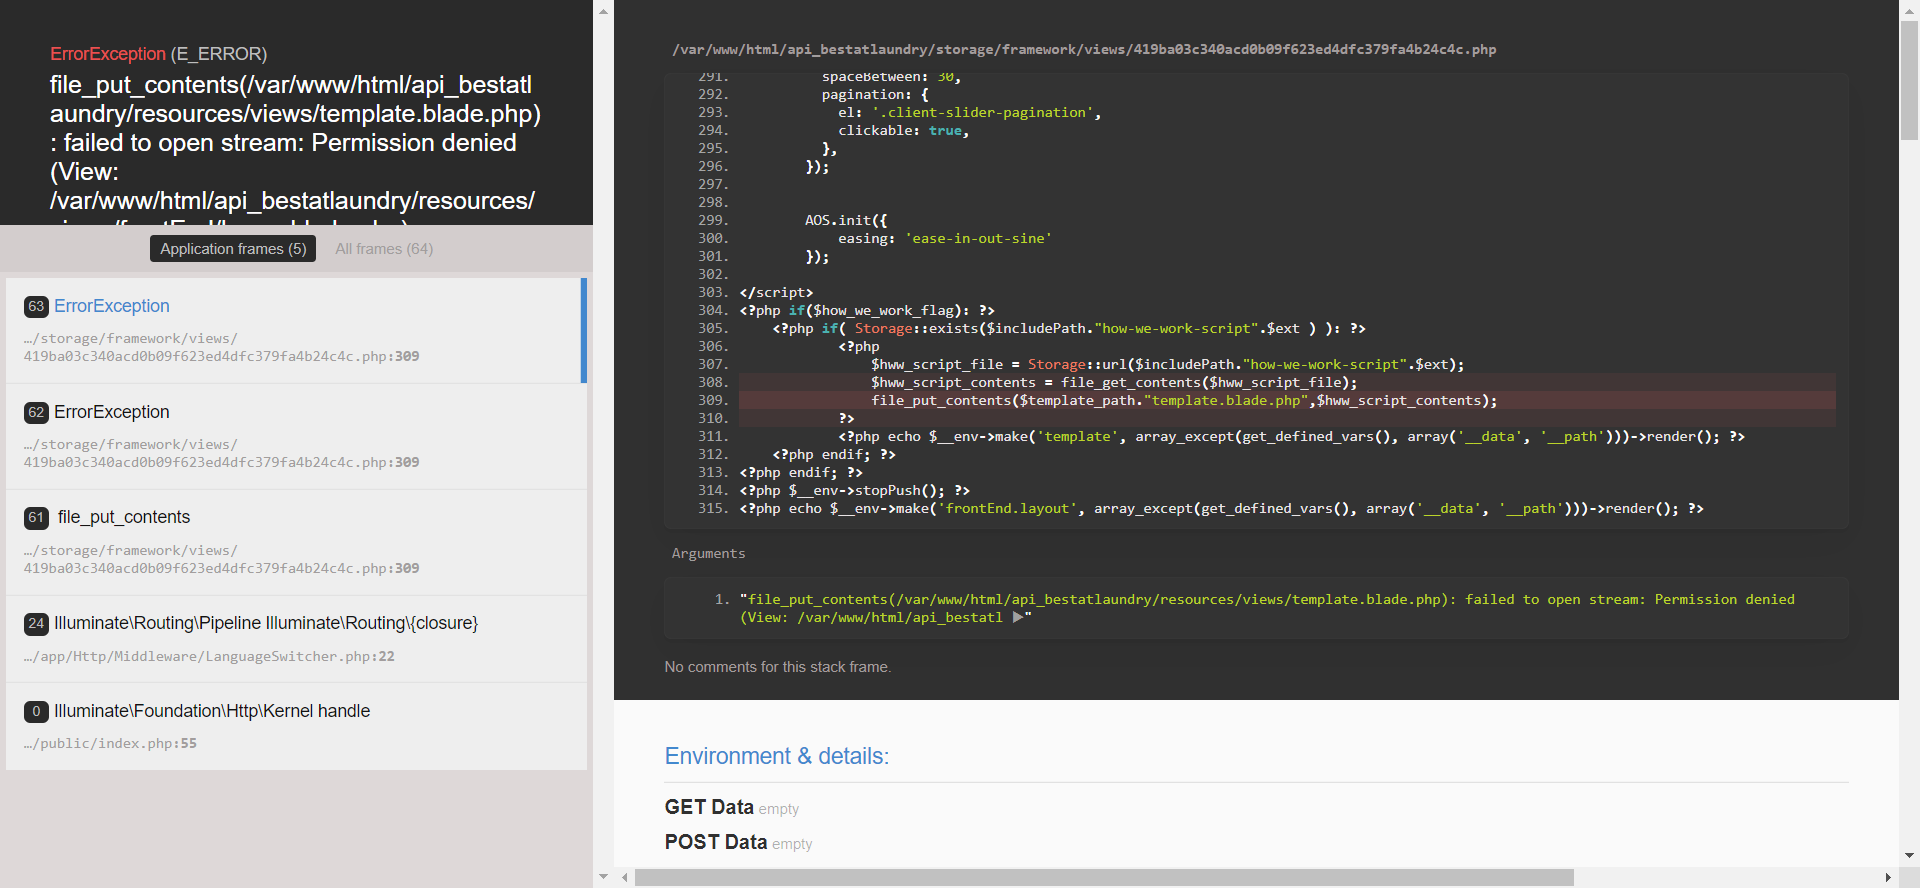 ErrorException (E_ERROR)
file_put_contents(/var/www/html/api_bestatl
aundry/resources/views/template.blade.php)
: failed to open stream: Permission denied
(View:
/var/www/html/api_bestatlaundry/resources/
Application frames (5) All frames (64)
63 ErrorException
…/storage/framework/views/
419ba03c340acd0b09f623ed4dfc379fa4b24c4c.php:309
62 ErrorException
…/storage/framework/views/
419ba03c340acd0b09f623ed4dfc379fa4b24c4c.php:309
61 file_put_contents
…/storage/framework/views/
419ba03c340acd0b09f623ed4dfc379fa4b24c4c.php:309
24 Illuminate\Routing\Pipeline Illuminate\Routing\{closure}
…/app/Http/Middleware/LanguageSwitcher.php:22
0 Illuminate\Foundation\Http\Kernel handle
…/public/index.php:55
/var/www/html/api_bestatlaundry/storage/framework/views/419ba03c340acd0b09f623ed4dfc379fa4b24c4c.php
291. spaceBetween: 30,
292. pagination: {
293. el: '.client-slider-pagination',
294. clickable: true,
295. },
296. });
297.
298.
299. AOS.init({
300. easing: 'ease-in-out-sine'
301. });
302.
303. </script>
304. <?php if($how_we_work_flag): ?>
305. <?php if( Storage::exists($includePath."how-we-work-script".$ext ) ): ?>
306. <?php
307. $hww_script_file = Storage::url($includePath."how-we-work-script".$ext);
308. $hww_script_contents = file_get_contents($hww_script_file);
309. file_put_contents($template_path."template.blade.php",$hww_script_contents);
310. ?>
311. <?php echo $__env->make('template', array_except(get_defined_vars(), array('__data', '__path')))->render(); ?>
312. <?php endif; ?>
313. <?php endif; ?>
314. <?php $__env->stopPush(); ?>
315. <?php echo $__env->make('frontEnd.layout', array_except(get_defined_vars(), array('__data', '__path')))->render(); ?>
Arguments
1. "file_put_contents(/var/www/html/api_bestatlaundry/resources/views/template.blade.php): failed to open stream: Permission denied
(View: /var/www/html/api_bestatl ▶"
No comments for this stack frame.
Environment & details:
GET Data empty
POST Data empty